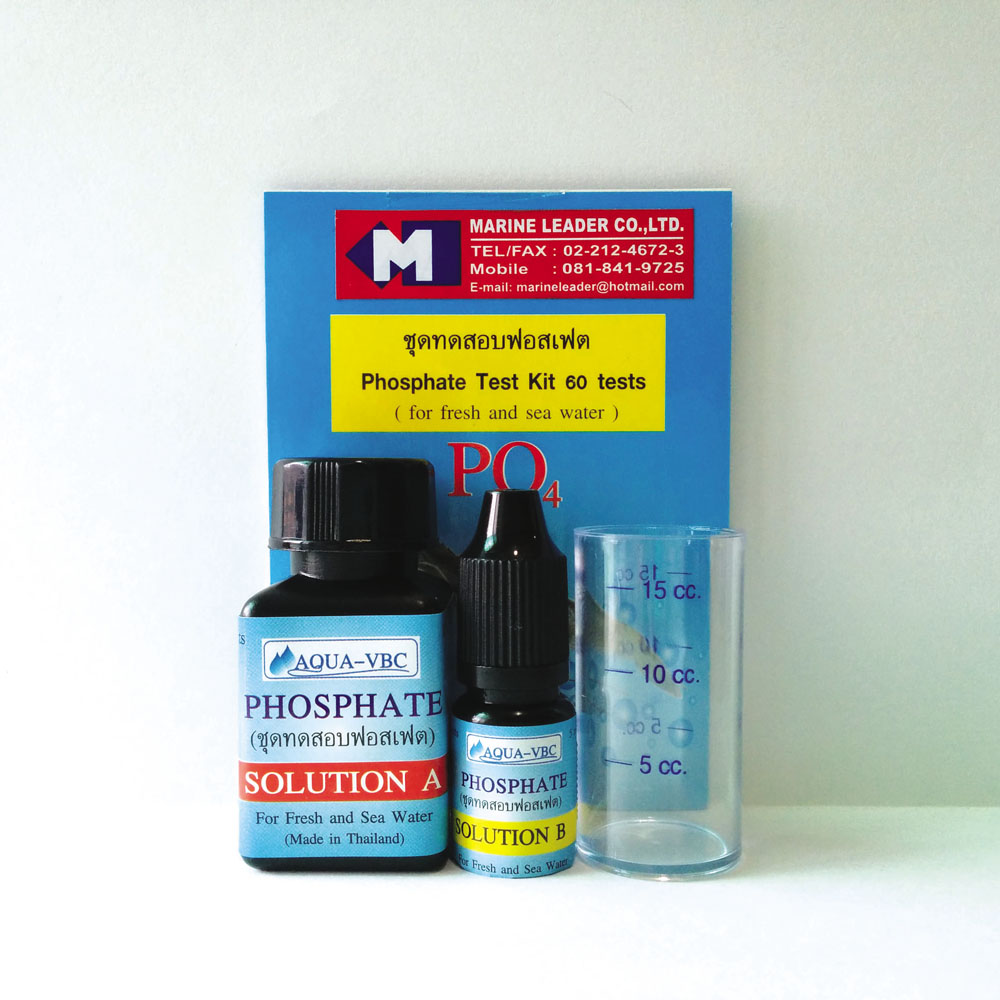 M
MARINE LEADER CO.,LTD.
TEL/FAX : 02-212-4672-3
Mobile : 081-841-9725
E-mail: marineleader@hotmail.com
ชุดทดสอบฟอสเฟต
Phosphate Test Kit 60 tests
( for fresh and sea water )
PO4
AQUA-VBC
PHOSPHATE
(ชุดทดสอบฟอสเฟต)
SOLUTION A
For Fresh and Sea Water
(Made in Thailand)
AQUA-VBC
PHOSPHATE
(ชุดทดสอบฟอสเฟต)
SOLUTION B
For Fresh and Sea Water
15 cc.
10 cc.
5 cc.